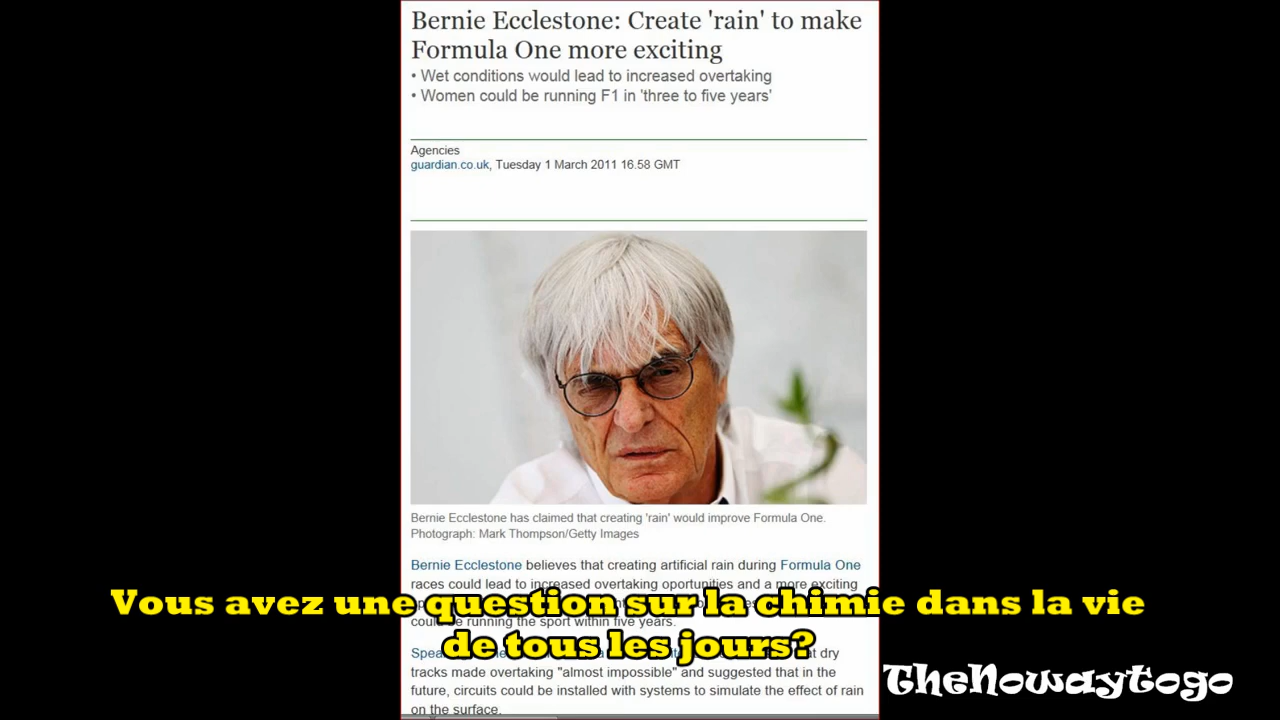 Bernie Ecclestone: Create 'rain' to make
Formula One more exciting
• Wet conditions would lead to increased overtaking
• Women could be running F1 in 'three to five years'
Agencies
guardian.co.uk, Tuesday 1 March 2011 16.58 GMT
Bernie Ecclestone has claimed that creating 'rain' would improve Formula One.
Photograph: Mark Thompson/Getty Images
Bernie Ecclestone believes that creating artificial rain during Formula One
races could lead to increased overtaking oportunities and a more exciting
Vous avez une question sur la chimie dans la vie
running the sport within five years.
de tous les jours?
dry
tracks made overtaking "almost impossible" and suggested that in the
future, circuits could be installed with systems to simulate the effect of rain
on the surface.
TheNowaytogo